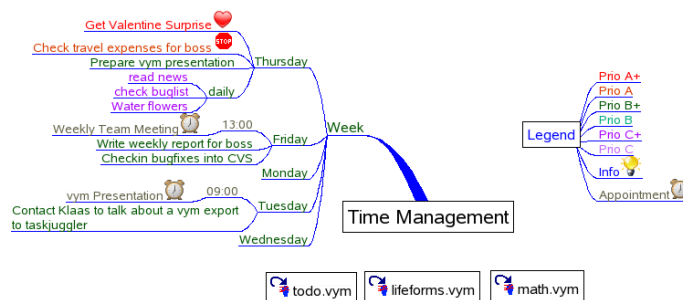 Get Valentine Surprise
STOP
Check travel expenses for boss
Prepare vym presentation
Thursday
read news
check buglist
daily
Water flowers
Weekly Team Meeting
13:00
Write weekly report for boss
Friday
Checkin bugfixes into CVS
Week
Monday
vym Presentation
09:00
Contact Klaas to talk about a vym export
to taskjuggler
Tuesday
Wednesday
Time Management
Legend
Prio A+
Prio A
Prio B+
Prio B
Prio C+
Prio C
Info
Appointment
todo.vym
lifeforms.vym
math.vym